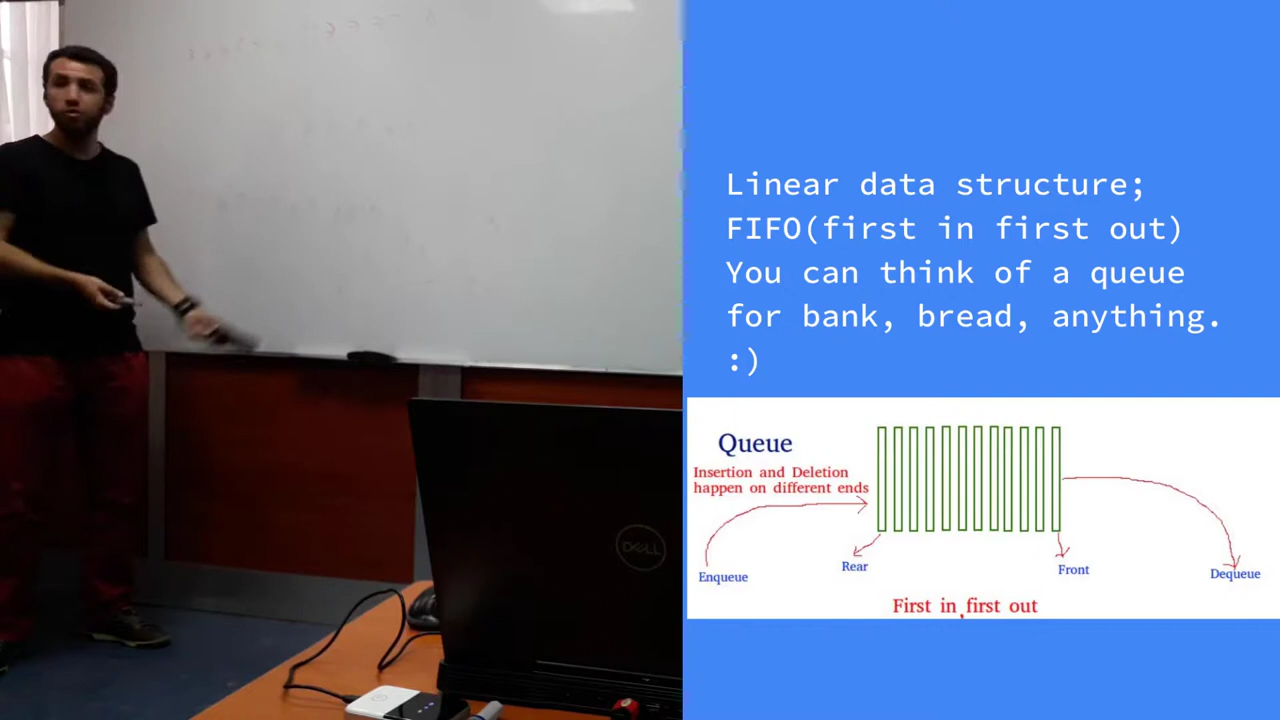 Linear data structure;
FIFO(first in first out)
You can think of a queue
for bank, bread, anything.
:)
Queue
Insertion and Deletion
happen on different ends
Enqueue
Rear
Front
Dequeue
First in,first out
DELL